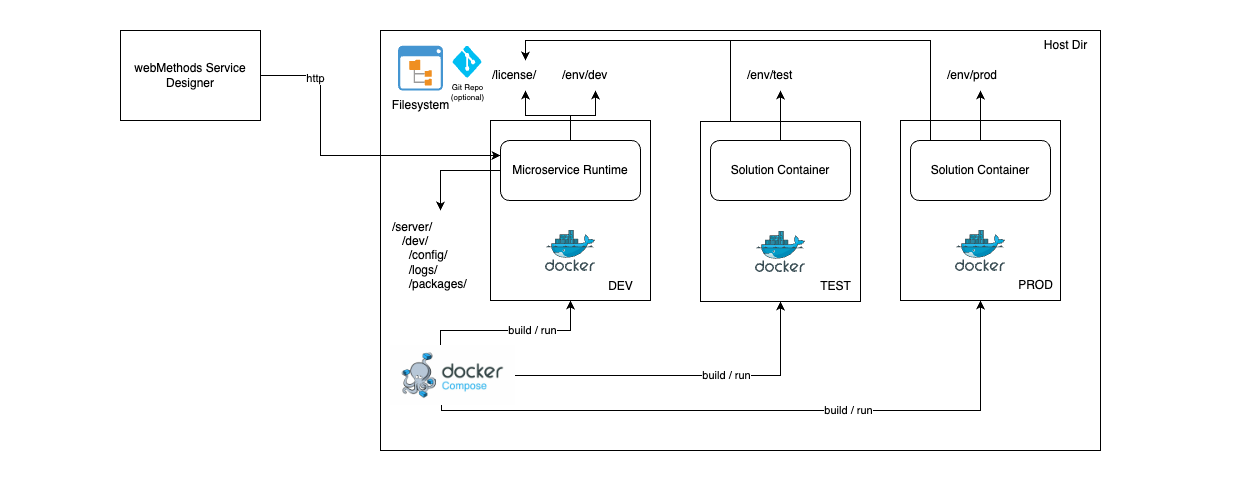 webMethods Service
Designer
http
Host Dir
Filesystem
Git Repo
(optional)
/license/
/env/dev
/env/test
/env/prod
Microservice Runtime
Solution Container
Solution Container
/server/
/dev/
/config/
/logs/
/packages/
docker
DEV
docker
TEST
docker
PROD
build / run
docker
Compose
build / run
build / run